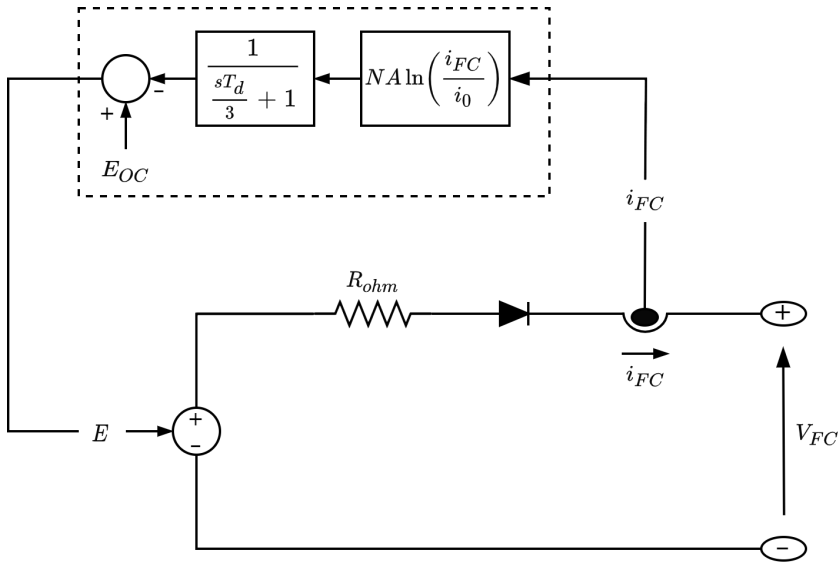 1
sT_d
3
+ 1
NA ln(
i_FC
i_0
)
−
+
E_OC
i_FC
R_ohm
+
i_FC
+
−
E
V_FC
−